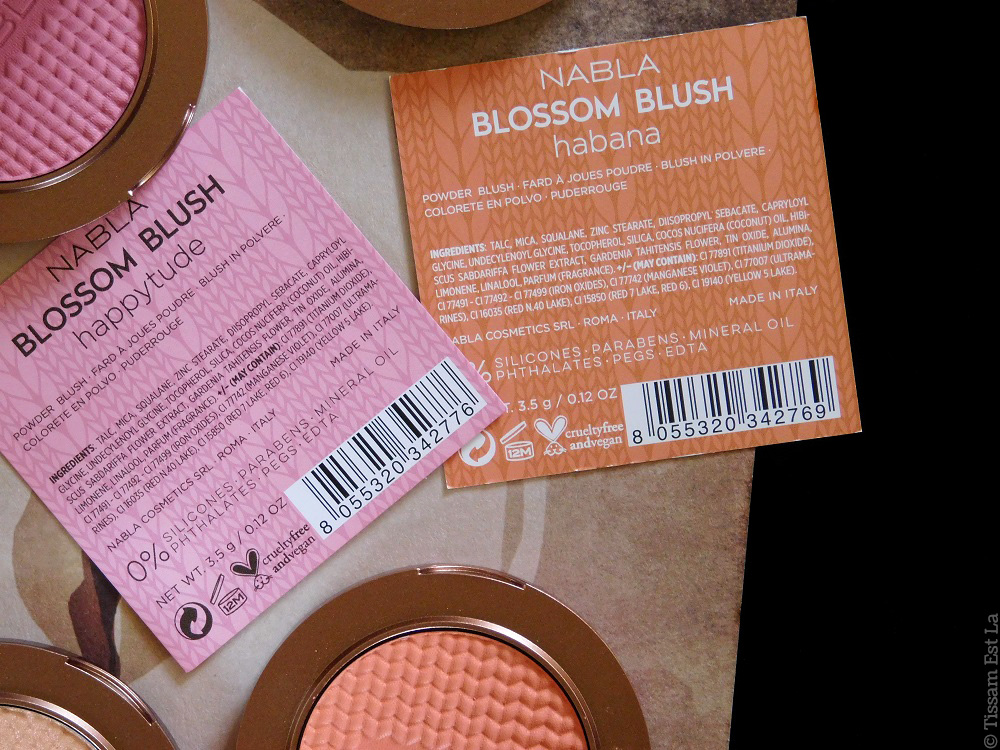 NABLA
BLOSSOM BLUSH
happytude
POWDER BLUSH · FARD À JOUES POUDRE · BLUSH IN POLVERE ·
COLORETE EN POLVO · PUDERROUGE
INGREDIENTS: TALC, MICA, SQUALANE, ZINC STEARATE, DIISOPROPYL SEBACATE, CAPRYLOYL
GLYCINE, UNDECYLENOYL GLYCINE, TOCOPHEROL, SILICA, COCOS NUCIFERA (COCONUT) OIL, HIBI-
SCUS SABDARIFFA FLOWER EXTRACT, GARDENIA TAHITENSIS FLOWER, TIN OXIDE, ALUMINA,
LIMONENE, LINALOOL, PARFUM (FRAGRANCE). +/– (MAY CONTAIN): CI 77891 (TITANIUM DIOXIDE),
CI 77491 - CI 77492 - CI 77499 (IRON OXIDES), CI 77742 (MANGANESE VIOLET), CI 77007 (ULTRAMA-
RINES), CI 16035 (RED N.40 LAKE), CI 15850 (RED 7 LAKE, RED 6), CI 19140 (YELLOW 5 LAKE).
MADE IN ITALY
NABLA COSMETICS SRL · ROMA · ITALY
0% SILICONES · PARABENS · MINERAL OIL
PHTHALATES · PEGS · EDTA
NET WT. 3.5 g / 0.12 OZ
12M
crueltyfree
andvegan
8 055320 342776
NABLA
BLOSSOM BLUSH
habana
POWDER BLUSH · FARD À JOUES POUDRE · BLUSH IN POLVERE ·
COLORETE EN POLVO · PUDERROUGE
INGREDIENTS: TALC, MICA, SQUALANE, ZINC STEARATE, DIISOPROPYL SEBACATE, CAPRYLOYL
GLYCINE, UNDECYLENOYL GLYCINE, TOCOPHEROL, SILICA, COCOS NUCIFERA (COCONUT) OIL, HIBI-
SCUS SABDARIFFA FLOWER EXTRACT, GARDENIA TAHITENSIS FLOWER, TIN OXIDE, ALUMINA,
LIMONENE, LINALOOL, PARFUM (FRAGRANCE). +/– (MAY CONTAIN): CI 77891 (TITANIUM DIOXIDE),
CI 77491 - CI 77492 - CI 77499 (IRON OXIDES), CI 77742 (MANGANESE VIOLET), CI 77007 (ULTRAMA-
RINES), CI 16035 (RED N.40 LAKE), CI 15850 (RED 7 LAKE, RED 6), CI 19140 (YELLOW 5 LAKE).
MADE IN ITALY
ABLA COSMETICS SRL · ROMA · ITALY
% SILICONES · PARABENS · MINERAL OIL
PHTHALATES · PEGS · EDTA
T. 3.5 g / 0.12 OZ
12M
crueltyfree
andvegan
8 055320 342769
© Tissam Est La